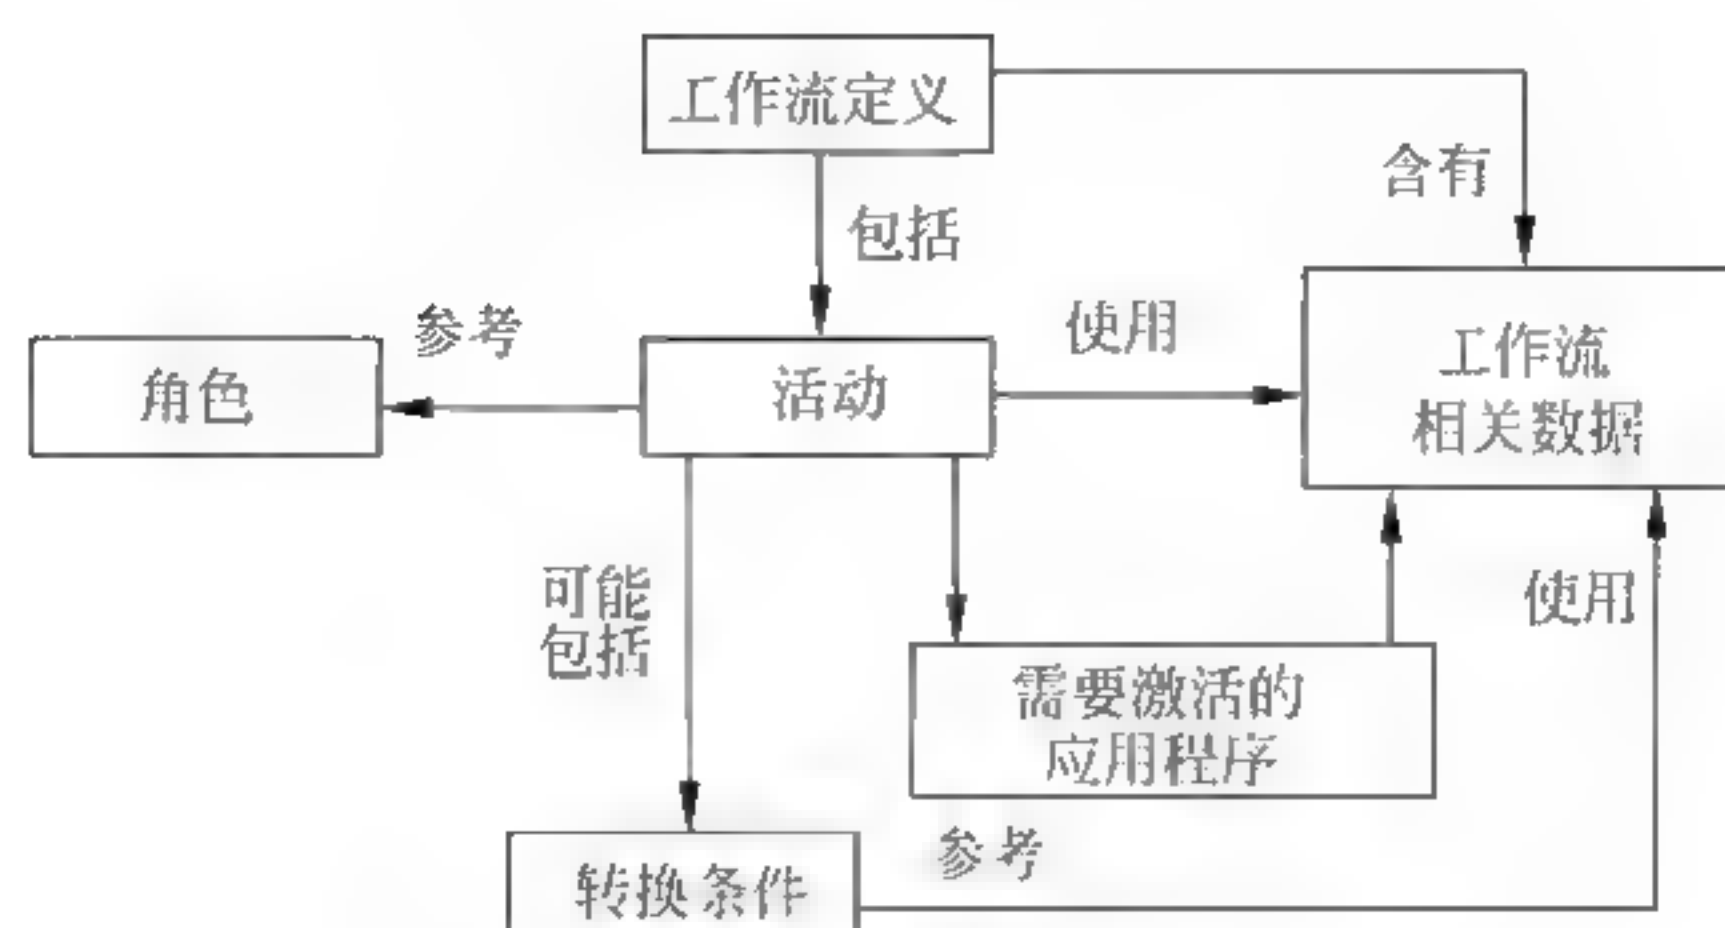 工作流定义
含有
包括
参考
使用
角色
活动
工作流
相关数据
可能
包括
使用
需要激活的
应用程序
参考
转换条件